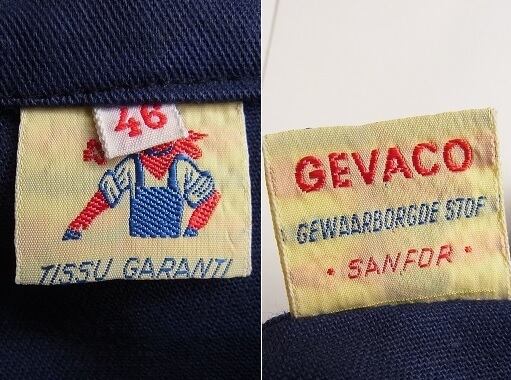 46
TISSU GARANTI
GEVACO
GEWAARBORGDE STOF
• SANFOR •